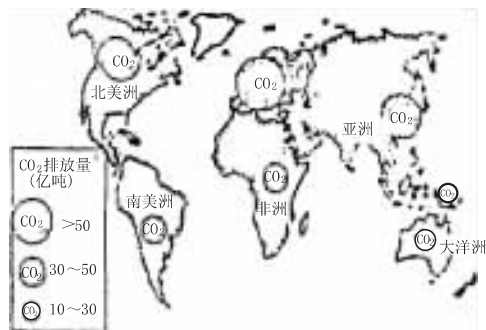 CO₂
北美洲
CO₂
CO₂
亚洲
CO₂
非洲
CO₂
南美洲
CO₂
CO₂
大洋洲
CO₂排放量
(亿吨)
CO₂ >50
CO₂ 30～50
CO₂ 10～30